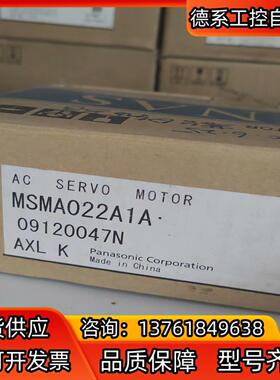 德系工控自
AC SERVO MOTOR
MSMA022A1A
09120047N
AXL K Panasonic Corporation
Made in China
货供应 咨询：13761849638
可开票 品质保障 型号齐